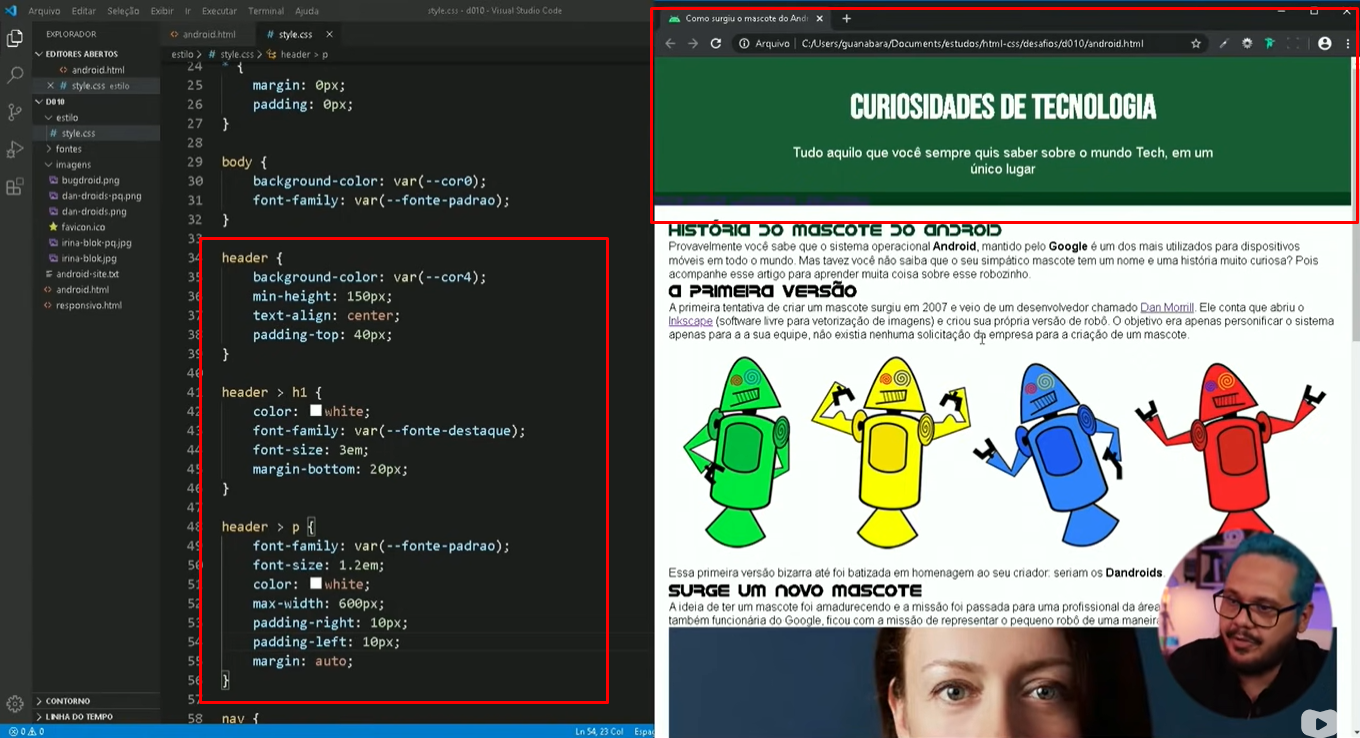 Arquivo Editar Seleção Exibir Ir Executar Terminal Ajuda
style.css - d010 - Visual Studio Code
EXPLORADOR
EDITORES ABERTOS
android.html
style.css estilo
D010
estilo
style.css
fontes
imagens
bugdroid.png
dan-droids-pq.png
dan-droids.png
favicon.ico
irina-blok-pq.jpg
irina-blok.jpg
android-site.txt
android.html
responsivo.html
CONTORNO
LINHA DO TEMPO
0 0
android.html
style.css
estilo > style.css > header > p
24 * {
25 margin: 0px;
26 padding: 0px;
27 }
28
29 body {
30 background-color: var(--cor0);
31 font-family: var(--fonte-padrao);
32 }
33
34 header {
35 background-color: var(--cor4);
36 min-height: 150px;
37 text-align: center;
38 padding-top: 40px;
39 }
40
41 header > h1 {
42 color: white;
43 font-family: var(--fonte-destaque);
44 font-size: 3em;
45 margin-bottom: 20px;
46 }
47
48 header > p {
49 font-family: var(--fonte-padrao);
50 font-size: 1.2em;
51 color: white;
52 max-width: 600px;
53 padding-right: 10px;
54 padding-left: 10px;
55 margin: auto;
56 }
57
58 nav {
Ln 54, 23 Col
Como surgiu o mascote do And
Arquivo C:/Users/guanabara/Documents/estudos/html-css/desafios/d010/android.html
CURIOSIDADES DE TECNOLOGIA
Tudo aquilo que você sempre quis saber sobre o mundo Tech, em um
único lugar
História do mascote do Android
Provavelmente você sabe que o sistema operacional Android, mantido pelo Google é um dos mais utilizados para dispositivos
móveis em todo o mundo. Mas tavez você não saiba que o seu simpático mascote tem um nome e uma história muito curiosa? Pois
acompanhe esse artigo para aprender muita coisa sobre esse robozinho.
A primeira versão
A primeira tentativa de criar um mascote surgiu em 2007 e veio de um desenvolvedor chamado Dan Morrill. Ele conta que abriu o
Inkscape (software livre para vetorização de imagens) e criou sua própria versão de robô. O objetivo era apenas personificar o sistema
apenas para a a sua equipe, não existia nenhuma solicitação da empresa para a criação de um mascote.
Essa primeira versão bizarra até foi batizada em homenagem ao seu criador: seriam os Dandroids.
Surge um novo mascote
A ideia de ter um mascote foi amadurecendo e a missão foi passada para uma profissional da área
também funcionária do Google, ficou com a missão de representar o pequeno robô de uma maneira